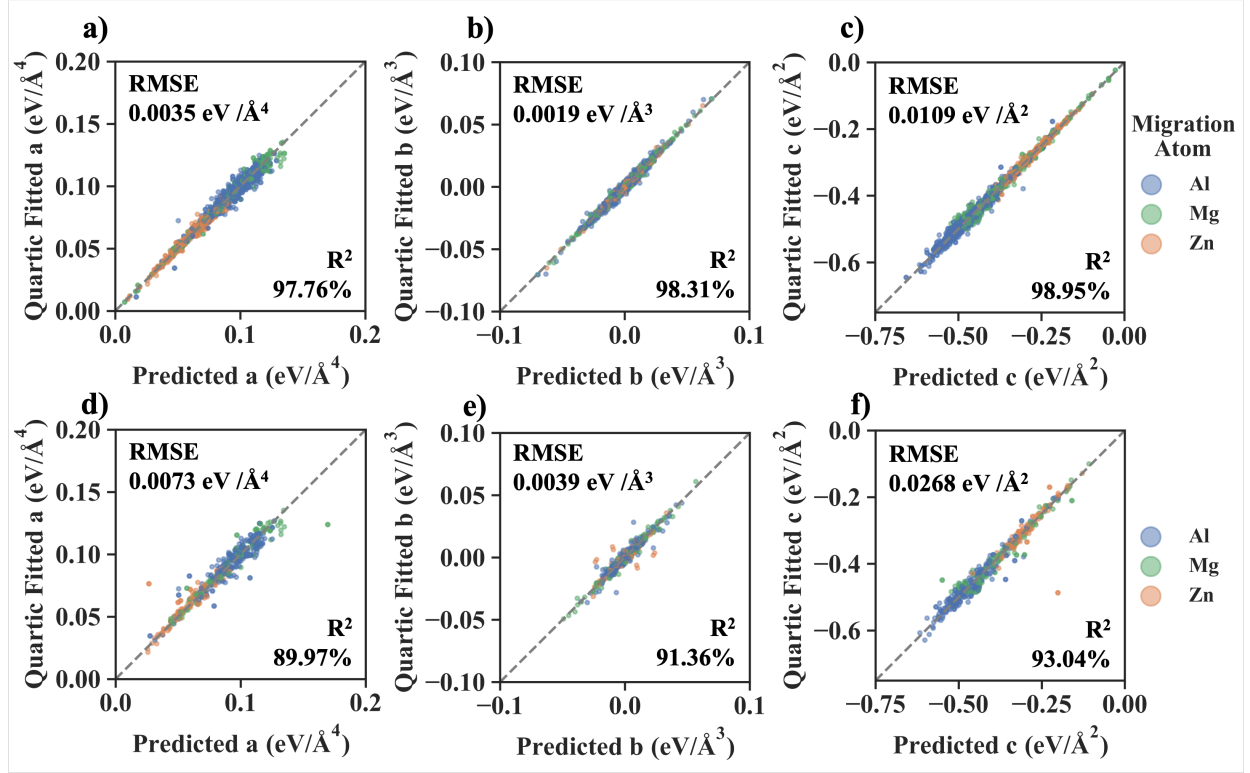 a)
Quartic Fitted a (eV/Å⁴)
0.20
0.15
0.10
0.05
0.00
RMSE
0.0035 eV /Å⁴
R²
97.76%
0.0 0.1 0.2
Predicted a (eV/Å⁴)
b)
Quartic Fitted b (eV/Å³)
0.10
0.05
0.00
−0.05
−0.10
RMSE
0.0019 eV /Å³
R²
98.31%
−0.1 0.0 0.1
Predicted b (eV/Å³)
c)
Quartic Fitted c (eV/Å²)
0.0
−0.2
−0.4
−0.6
RMSE
0.0109 eV /Å²
R²
98.95%
−0.75 −0.50 −0.25 0.00
Predicted c (eV/Å²)
Migration
Atom
Al
Mg
Zn
d)
Quartic Fitted a (eV/Å⁴)
0.20
0.15
0.10
0.05
0.00
RMSE
0.0073 eV /Å⁴
R²
89.97%
0.0 0.1 0.2
Predicted a (eV/Å⁴)
e)
Quartic Fitted b (eV/Å³)
0.10
0.05
0.00
−0.05
−0.10
RMSE
0.0039 eV /Å³
R²
91.36%
−0.1 0.0 0.1
Predicted b (eV/Å³)
f)
Quartic Fitted c (eV/Å²)
0.0
−0.2
−0.4
−0.6
RMSE
0.0268 eV /Å²
R²
93.04%
−0.75 −0.50 −0.25 0.00
Predicted c (eV/Å²)
Al
Mg
Zn